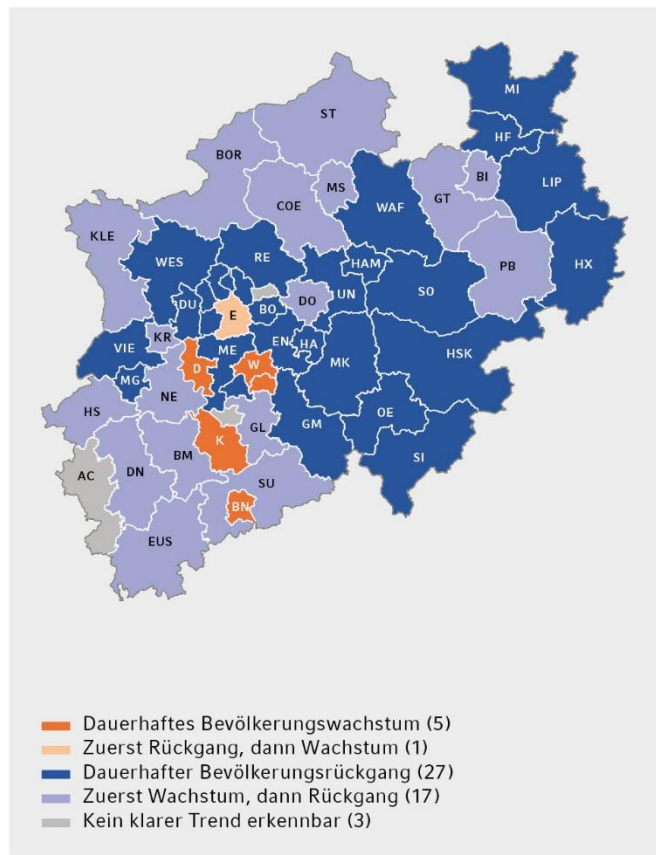 MI
ST
HF
BOR
BI
LIP
MS
GT
COE
WAF
KLE
PB
HX
WES
RE
HAM
SO
DU
UN
E
BO
DO
KR
EN
HA
HSK
VIE
ME
MK
D
W
MG
NE
OE
HS
GL
GM
K
SI
BM
AC
DN
SU
BN
EUS
Dauerhaftes Bevölkerungswachstum (5)
Zuerst Rückgang, dann Wachstum (1)
Dauerhafter Bevölkerungsrückgang (27)
Zuerst Wachstum, dann Rückgang (17)
Kein klarer Trend erkennbar (3)